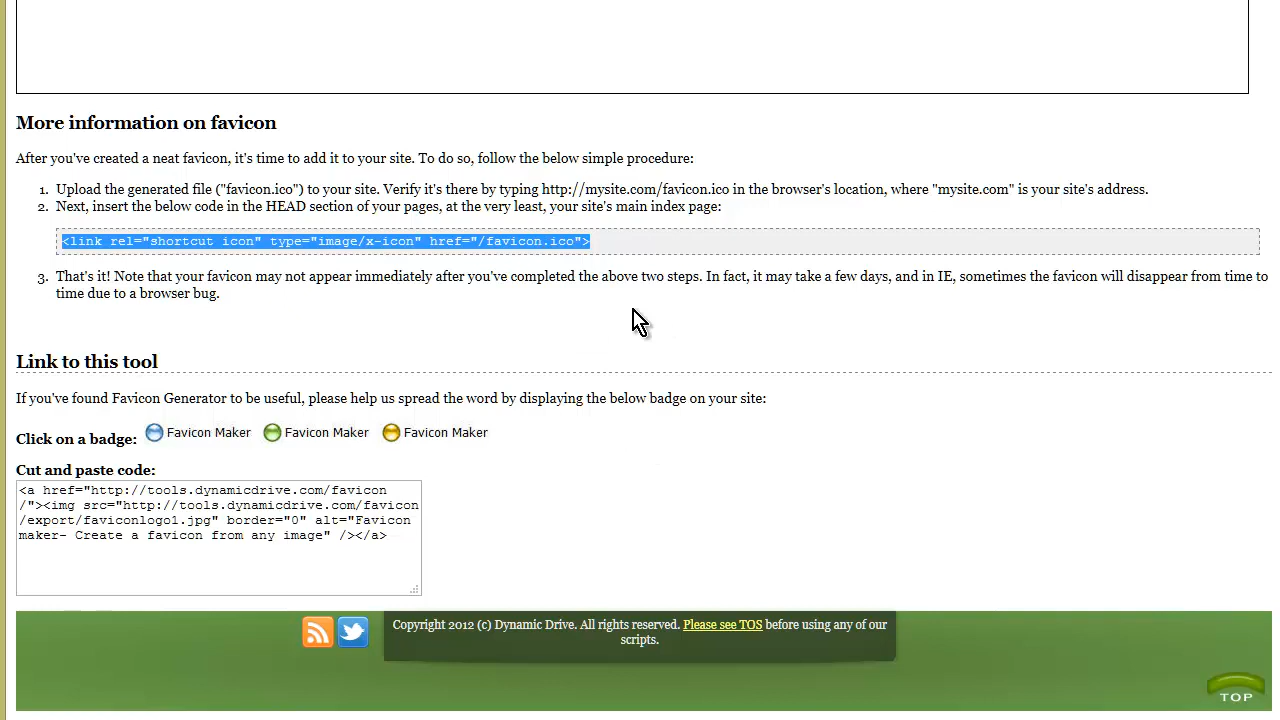 More information on favicon
After you've created a neat favicon, it's time to add it to your site. To do so, follow the below simple procedure:
1. Upload the generated file ("favicon.ico") to your site. Verify it's there by typing http://mysite.com/favicon.ico in the browser's location, where "mysite.com" is your site's address.
2. Next, insert the below code in the HEAD section of your pages, at the very least, your site's main index page:
<link rel="shortcut icon" type="image/x-icon" href="/favicon.ico">
3. That's it! Note that your favicon may not appear immediately after you've completed the above two steps. In fact, it may take a few days, and in IE, sometimes the favicon will disappear from time to
time due to a browser bug.
Link to this tool
If you've found Favicon Generator to be useful, please help us spread the word by displaying the below badge on your site:
Click on a badge: Favicon Maker Favicon Maker Favicon Maker
Cut and paste code:
<a href="http://tools.dynamicdrive.com/favicon
/"><img src="http://tools.dynamicdrive.com/favicon
/export/faviconlogo1.jpg" border="0" alt="Favicon
maker- Create a favicon from any image" /></a>
Copyright 2012 (c) Dynamic Drive. All rights reserved. Please see TOS before using any of our
scripts.
TOP